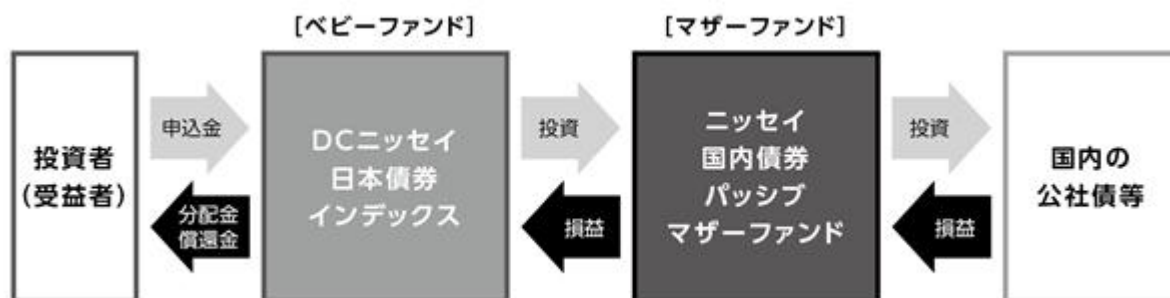 [ベビーファンド]
[マザーファンド]
投資者
(受益者)
申込金
分配金
償還金
DCニッセイ
日本債券
インデックス
投資
損益
ニッセイ
国内債券
パッシブ
マザーファンド
投資
損益
国内の
公社債等